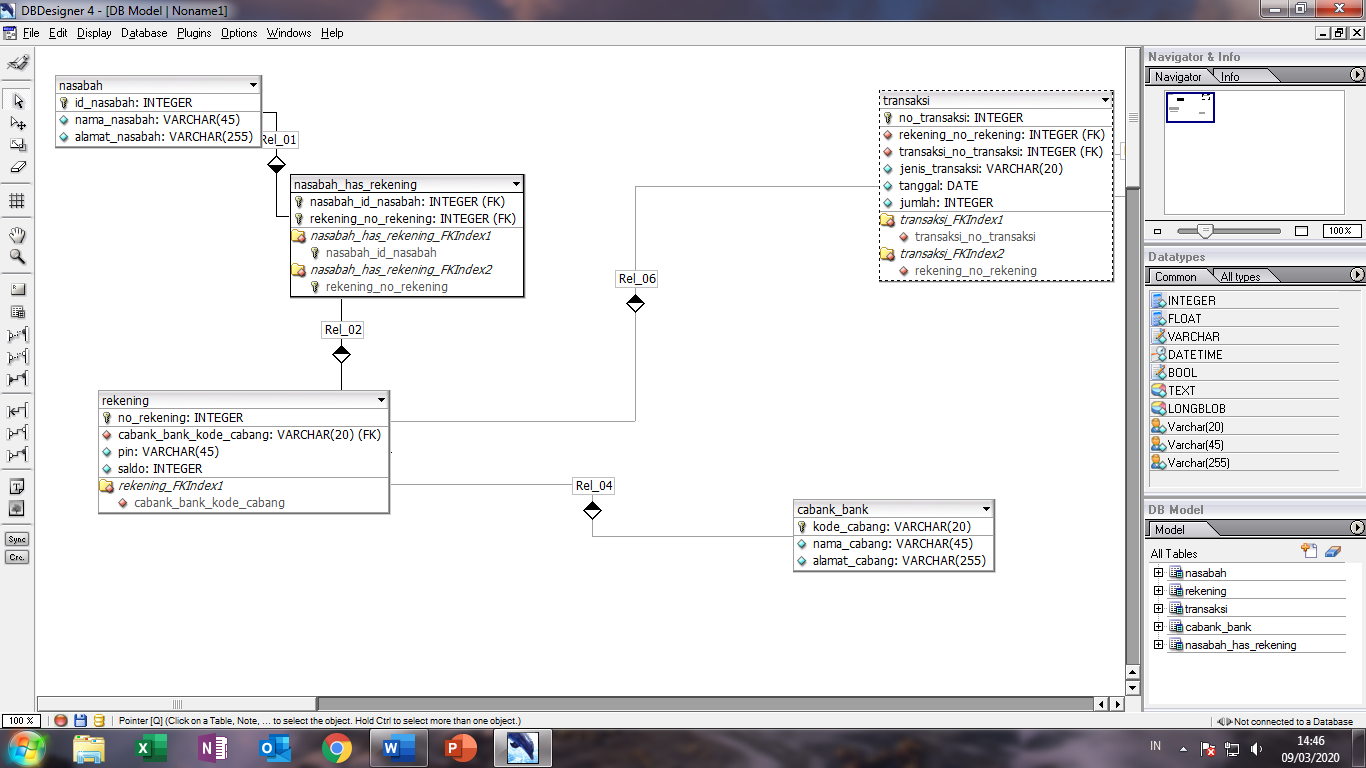 DBDesigner 4 - [DB Model | Noname1]
File Edit Display Database Plugins Options Windows Help
nasabah
id_nasabah: INTEGER
nama_nasabah: VARCHAR(45)
alamat_nasabah: VARCHAR(255)
Rel_01
nasabah_has_rekening
nasabah_id_nasabah: INTEGER (FK)
rekening_no_rekening: INTEGER (FK)
nasabah_has_rekening_FKIndex1
nasabah_id_nasabah
nasabah_has_rekening_FKIndex2
rekening_no_rekening
Rel_02
rekening
no_rekening: INTEGER
cabank_bank_kode_cabang: VARCHAR(20) (FK)
pin: VARCHAR(45)
saldo: INTEGER
rekening_FKIndex1
cabank_bank_kode_cabang
Rel_06
Rel_04
transaksi
no_transaksi: INTEGER
rekening_no_rekening: INTEGER (FK)
transaksi_no_transaksi: INTEGER (FK)
jenis_transaksi: VARCHAR(20)
tanggal: DATE
jumlah: INTEGER
transaksi_FKIndex1
transaksi_no_transaksi
transaksi_FKIndex2
rekening_no_rekening
cabank_bank
kode_cabang: VARCHAR(20)
nama_cabang: VARCHAR(45)
alamat_cabang: VARCHAR(255)
Navigator & Info
Navigator Info
100%
Datatypes
Common All types
INTEGER
FLOAT
VARCHAR
DATETIME
BOOL
TEXT
LONGBLOB
Varchar(20)
Varchar(45)
Varchar(255)
DB Model
Model
All Tables
nasabah
rekening
transaksi
cabank_bank
nasabah_has_rekening
Sync
Crc.
100 % Pointer [Q] (Click on a Table, Note, ... to select the object. Hold Ctrl to select more than one object.) Not connected to a Database
IN
14:46
09/03/2020